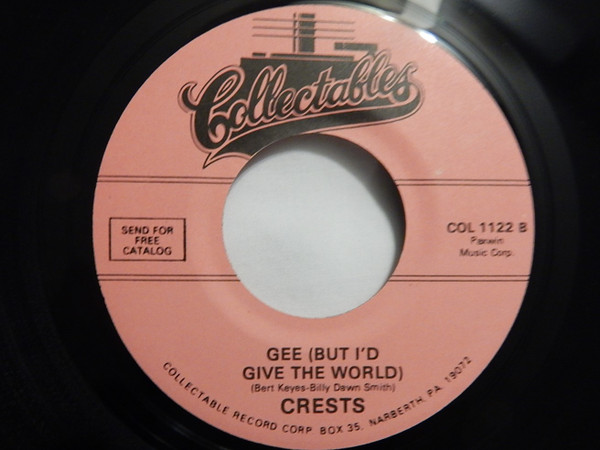 Collectables
SEND FOR
FREE
CATALOG
COL 1122 B
Parwin
Music Corp.
GEE (BUT I'D
GIVE THE WORLD)
(Bert Keyes-Billy Dawn Smith)
CRESTS
COLLECTABLE RECORD CORP. BOX 35, NARBERTH, PA. 19072